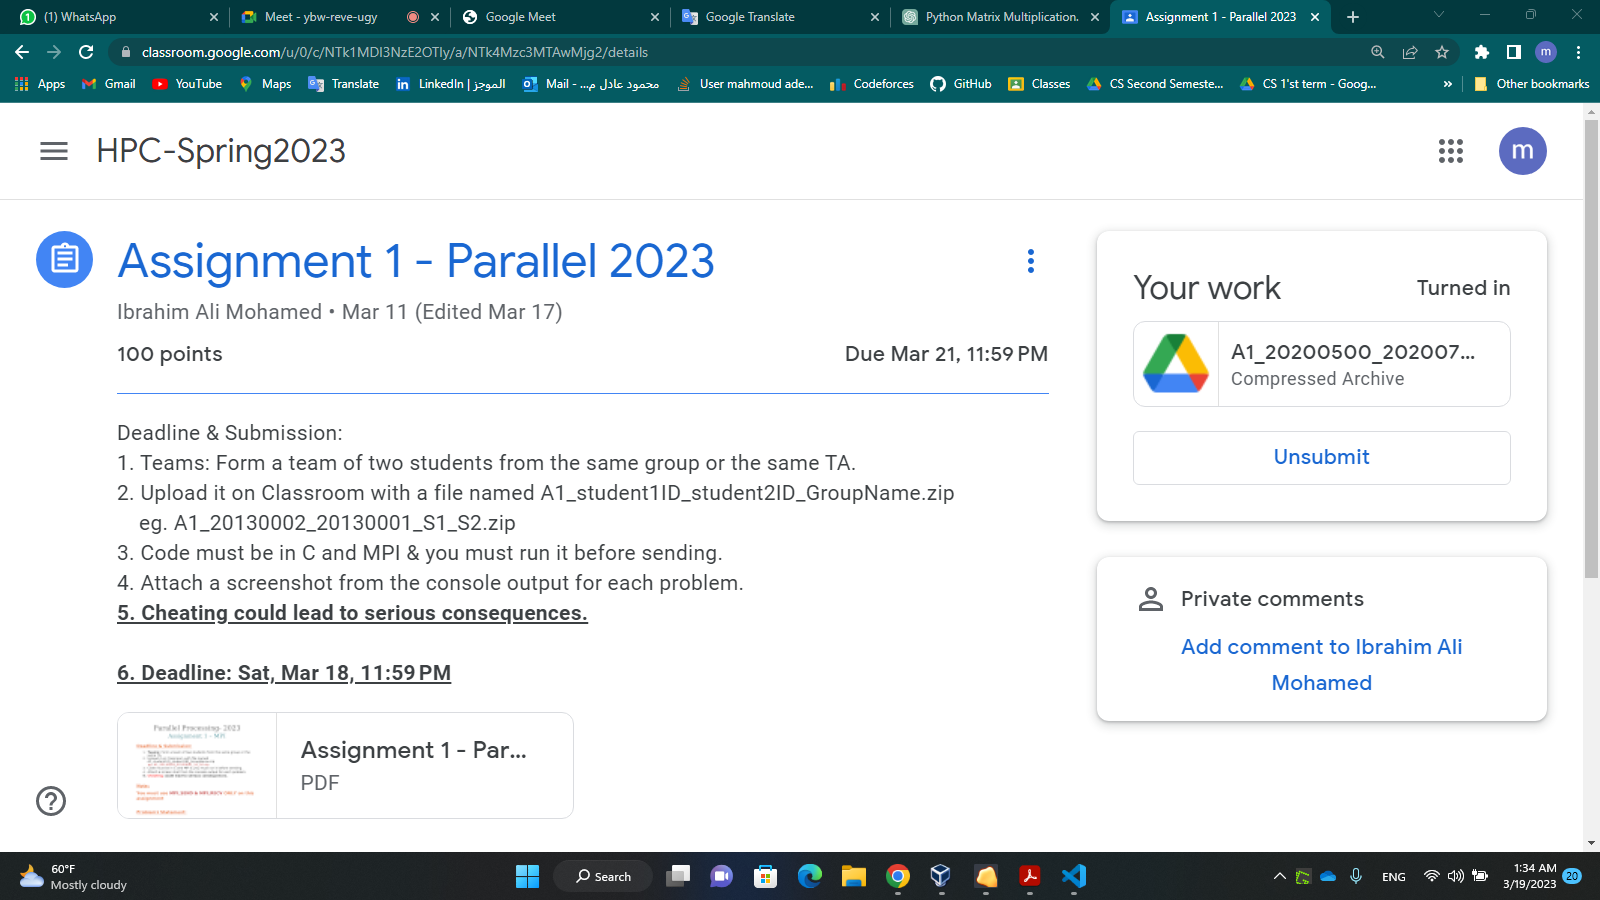 (1) WhatsApp
Meet - ybw-reve-ugy
Google Meet
Google Translate
Python Matrix Multiplication.
Assignment 1 - Parallel 2023
classroom.google.com/u/0/c/NTk1MDI3NzE2OTIy/a/NTk4Mzc3MTAwMjg2/details
m
Apps
Gmail
YouTube
Maps
Translate
LinkedIn | الموجز
Mail - محمود عادل م...
User mahmoud ade...
Codeforces
GitHub
Classes
CS Second Semeste...
CS 1'st term - Goog...
»
Other bookmarks
HPC-Spring2023
m
Assignment 1 - Parallel 2023
Ibrahim Ali Mohamed • Mar 11 (Edited Mar 17)
100 points
Due Mar 21, 11:59 PM
Deadline & Submission:
1. Teams: Form a team of two students from the same group or the same TA.
2. Upload it on Classroom with a file named A1_student1ID_student2ID_GroupName.zip
eg. A1_20130002_20130001_S1_S2.zip
3. Code must be in C and MPI & you must run it before sending.
4. Attach a screenshot from the console output for each problem.
5. Cheating could lead to serious consequences.
6. Deadline: Sat, Mar 18, 11:59 PM
Parallel Processing- 2023
Assignment 1 - MPI
Assignment 1 - Par...
PDF
Your work
Turned in
A1_20200500_202007...
Compressed Archive
Unsubmit
Private comments
Add comment to Ibrahim Ali
Mohamed
60°F
Mostly cloudy
Search
ENG
1:34 AM
3/19/2023
20